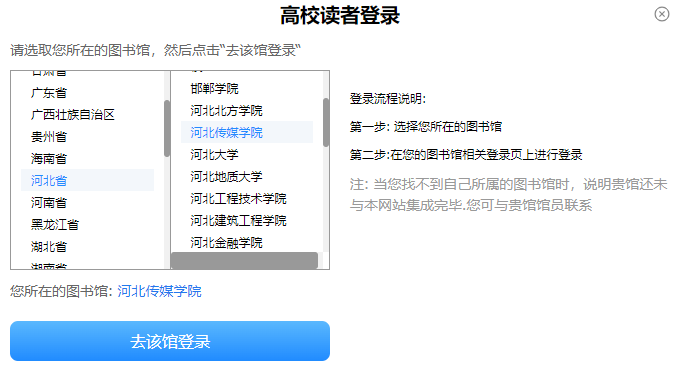 高校读者登录
请选取您所在的图书馆，然后点击"去该馆登录"
甘肃省
广东省
广西壮族自治区
贵州省
海南省
河北省
河南省
黑龙江省
湖北省
湖南省
邯郸学院
河北北方学院
河北传媒学院
河北大学
河北地质大学
河北工程技术学院
河北建筑工程学院
河北金融学院
登录流程说明:
第一步: 选择您所在的图书馆
第二步:在您的图书馆相关登录页上进行登录
注: 当您找不到自己所属的图书馆时，说明贵馆还未
与本网站集成完毕.您可与贵馆馆员联系
您所在的图书馆: 河北传媒学院
去该馆登录